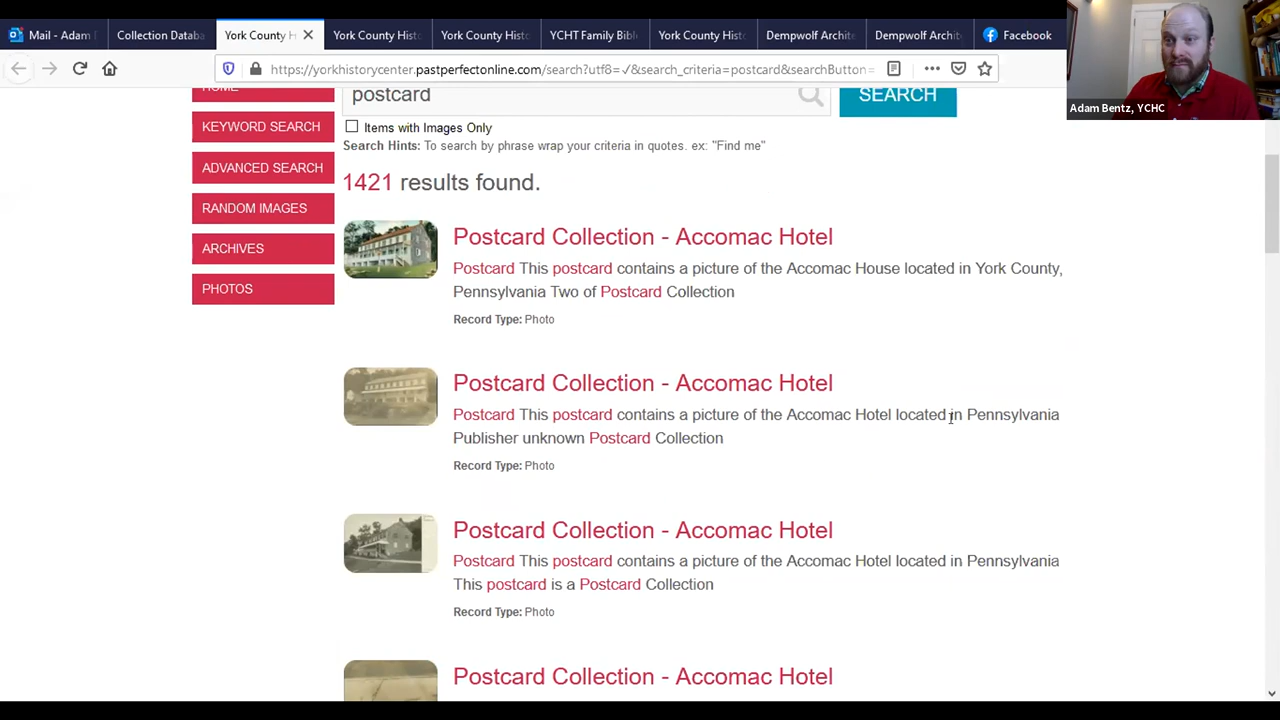 Mail - Adam
Collection Databa
York County H
York County Hist
York County Hist
YCHT Family Bibl
York County Hist
Dempwolf Archite
Dempwolf Archit
Facebook
https://yorkhistorycenter.pastperfectonline.com/search?utf8=✓&search_criteria=postcard&searchButton=
Adam Bentz, YCHC
HOME
postcard
SEARCH
KEYWORD SEARCH
Items with Images Only
Search Hints: To search by phrase wrap your criteria in quotes. ex: "Find me"
ADVANCED SEARCH
1421 results found.
RANDOM IMAGES
ARCHIVES
PHOTOS
Postcard Collection - Accomac Hotel
Postcard This postcard contains a picture of the Accomac House located in York County,
Pennsylvania Two of Postcard Collection
Record Type: Photo
Postcard Collection - Accomac Hotel
Postcard This postcard contains a picture of the Accomac Hotel located in Pennsylvania
Publisher unknown Postcard Collection
Record Type: Photo
Postcard Collection - Accomac Hotel
Postcard This postcard contains a picture of the Accomac Hotel located in Pennsylvania
This postcard is a Postcard Collection
Record Type: Photo
Postcard Collection - Accomac Hotel